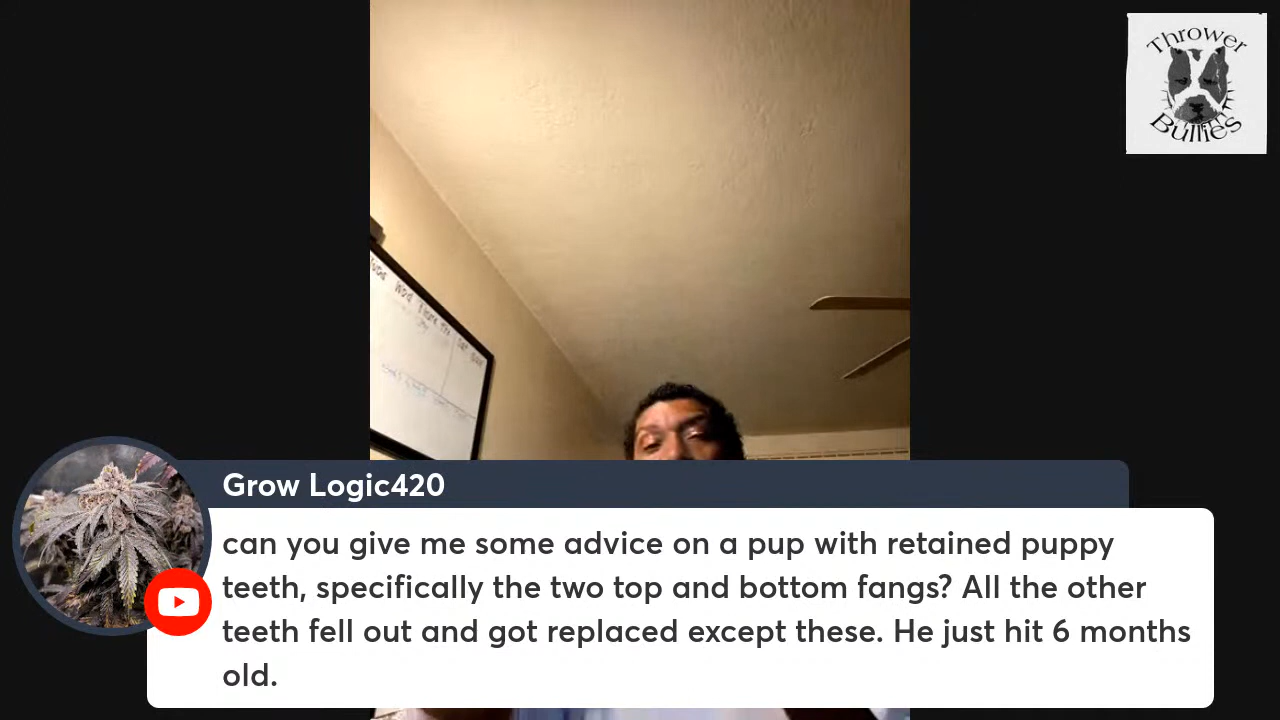 Thrower
Bullies
Grow Logic420
can you give me some advice on a pup with retained puppy
teeth, specifically the two top and bottom fangs? All the other
teeth fell out and got replaced except these. He just hit 6 months
old.